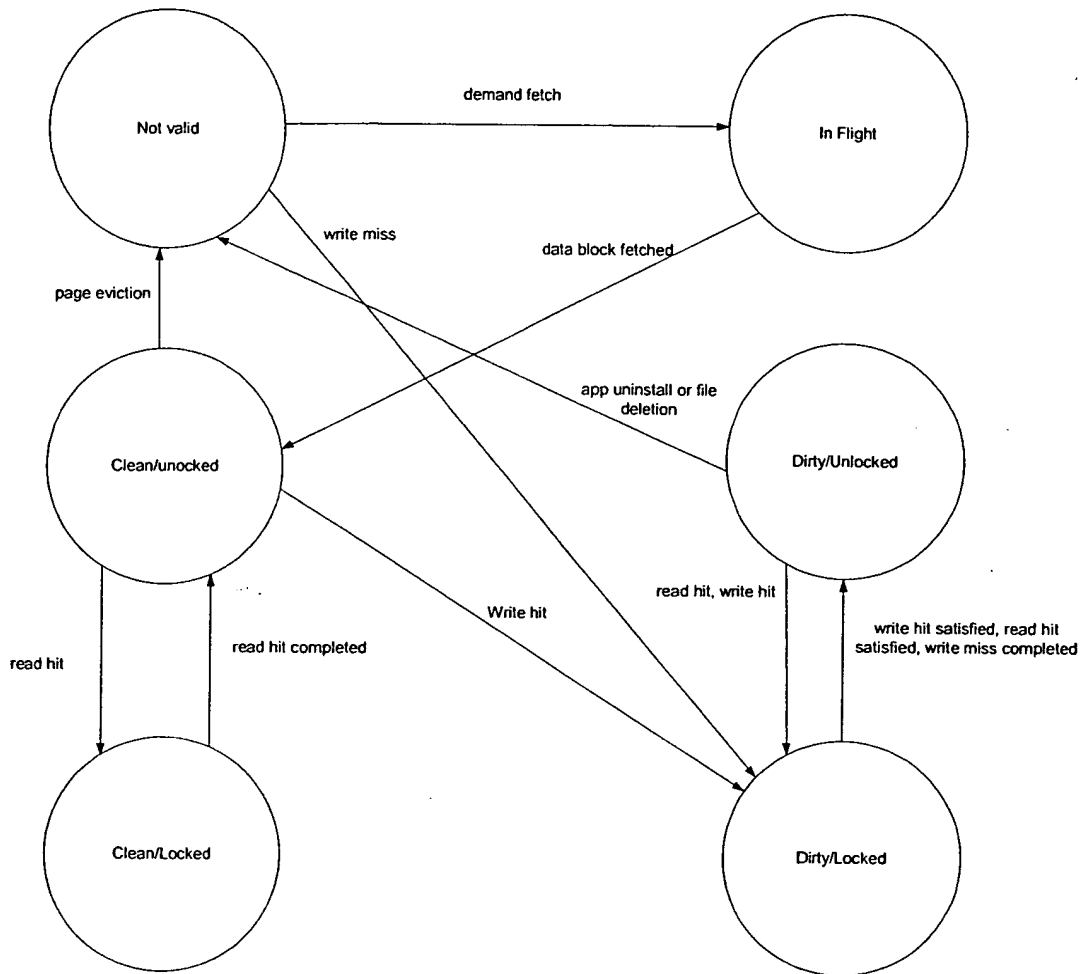 demand fetch
Not valid
In Flight
write miss
data block fetched
page eviction
app uninstall or file
deletion
Clean/unocked
Dirty/Unlocked
read hit, write hit
Write hit
write hit satisfied, read hit
satisfied, write miss completed
read hit completed
read hit
Clean/Locked
Dirty/Locked